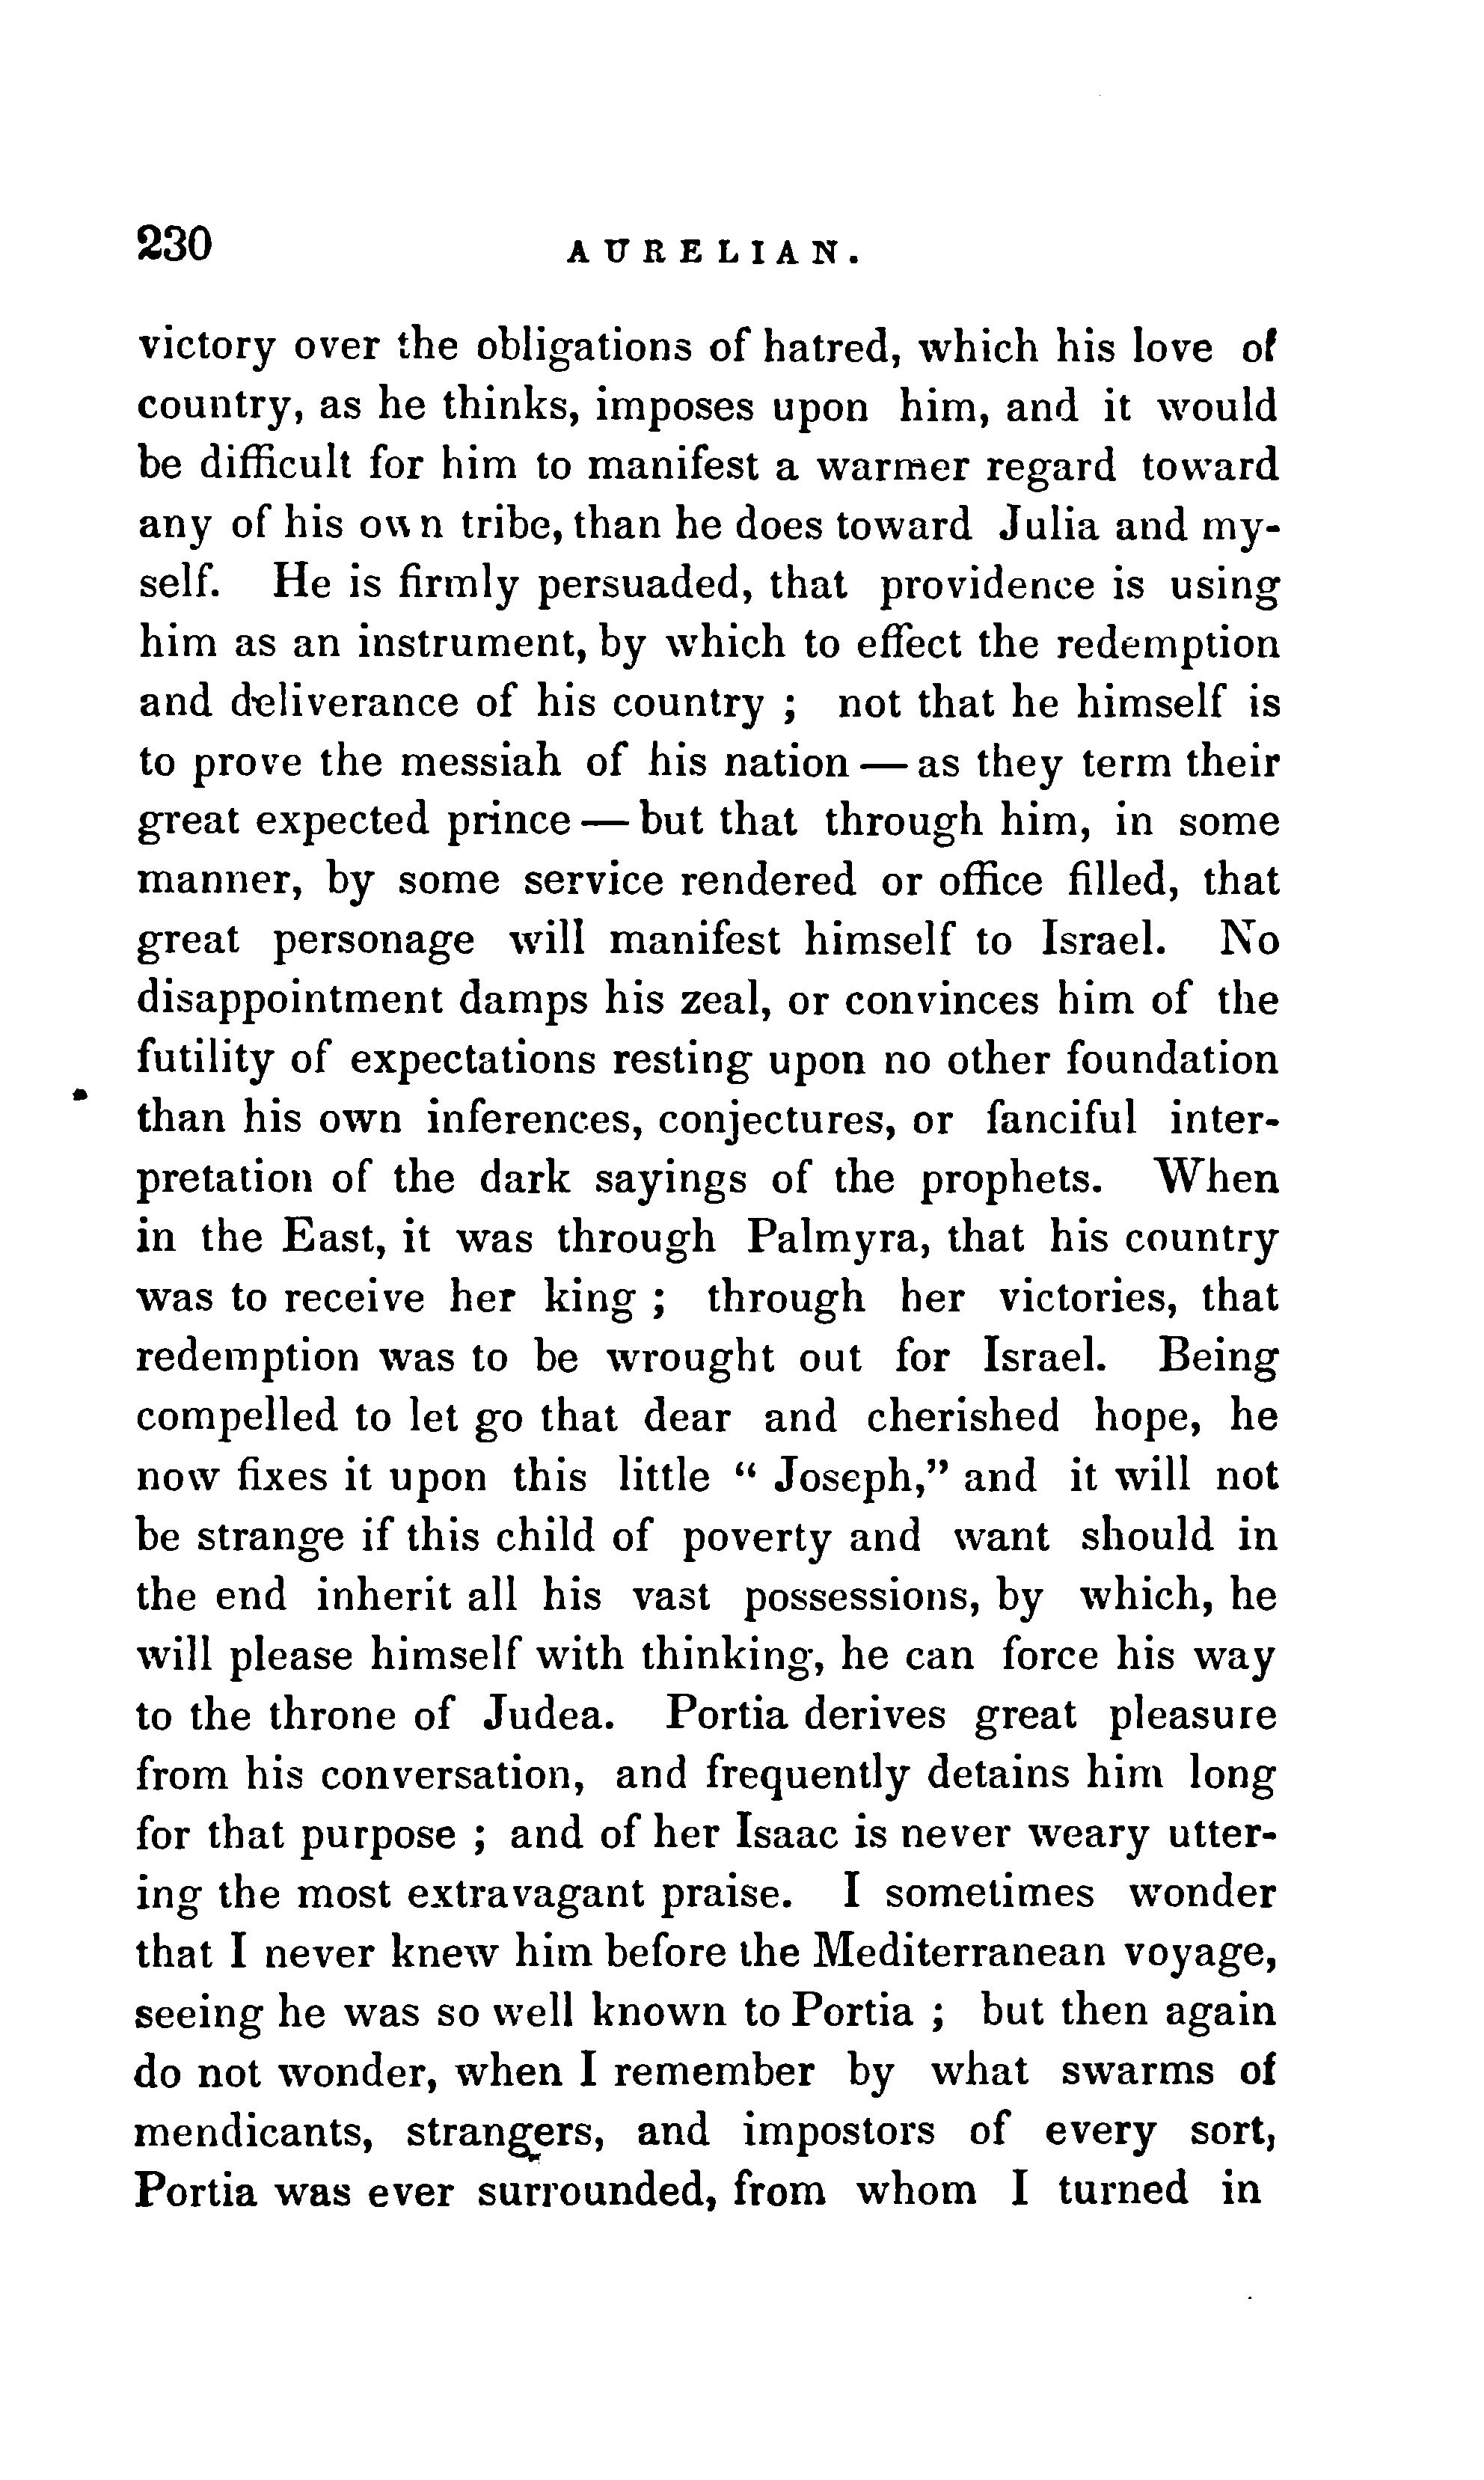 230 AURELIAN.
victory over the obligations of hatred, which his love of
country, as he thinks, imposes upon him, and it would
be difficult for him to manifest a warmer regard toward
any of his own tribe, than he does toward Julia and my-
self. He is firmly persuaded, that providence is using
him as an instrument, by which to effect the redemption
and deliverance of his country ; not that he himself is
to prove the messiah of his nation — as they term their
great expected prince — but that through him, in some
manner, by some service rendered or office filled, that
great personage will manifest himself to Israel. No
disappointment damps his zeal, or convinces him of the
futility of expectations resting upon no other foundation
than his own inferences, conjectures, or fanciful inter-
pretation of the dark sayings of the prophets. When
in the East, it was through Palmyra, that his country
was to receive her king ; through her victories, that
redemption was to be wrought out for Israel. Being
compelled to let go that dear and cherished hope, he
now fixes it upon this little " Joseph," and it will not
be strange if this child of poverty and want should in
the end inherit all his vast possessions, by which, he
will please himself with thinking, he can force his way
to the throne of Judea. Portia derives great pleasure
from his conversation, and frequently detains him long
for that purpose ; and of her Isaac is never weary utter-
ing the most extravagant praise. I sometimes wonder
that I never knew him before the Mediterranean voyage,
seeing he was so well known to Portia ; but then again
do not wonder, when I remember by what swarms of
mendicants, strangers, and impostors of every sort,
Portia was ever surrounded, from whom I turned in